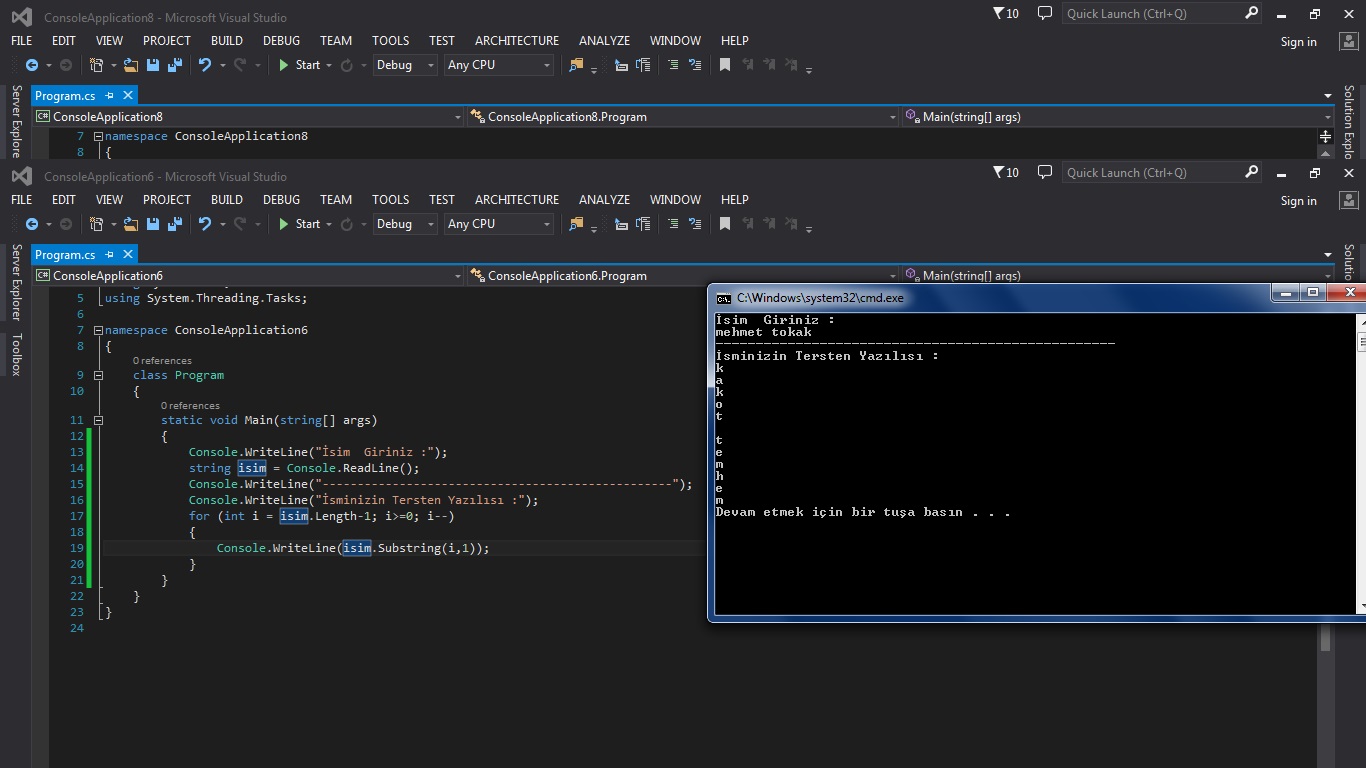 ConsoleApplication8 - Microsoft Visual Studio
10
Quick Launch (Ctrl+Q)
FILE EDIT VIEW PROJECT BUILD DEBUG TEAM TOOLS TEST ARCHITECTURE ANALYZE WINDOW HELP
Sign in
Start Debug Any CPU
Server Explore
Program.cs
Solution Explo
C# ConsoleApplication8 ConsoleApplication8.Program Main(string[] args)
7 namespace ConsoleApplication8
8 {
ConsoleApplication6 - Microsoft Visual Studio
10
Quick Launch (Ctrl+Q)
FILE EDIT VIEW PROJECT BUILD DEBUG TEAM TOOLS TEST ARCHITECTURE ANALYZE WINDOW HELP
Sign in
Start Debug Any CPU
Server Explorer
Toolbox
Program.cs
C# ConsoleApplication6 ConsoleApplication6.Program Main(string[] args)
5 using System.Threading.Tasks;
6
7 namespace ConsoleApplication6
8 {
0 references
9 class Program
10 {
0 references
11 static void Main(string[] args)
12 {
13 Console.WriteLine("İsim  Giriniz :");
14 string isim = Console.ReadLine();
15 Console.WriteLine("--------------------------------------------------");
16 Console.WriteLine("İsminizin Tersten Yazılısı :");
17 for (int i = isim.Length-1; i>=0; i--)
18 {
19 Console.WriteLine(isim.Substring(i,1));
20 }
21 }
22 }
23 }
24
C:\Windows\system32\cmd.exe
İsim  Giriniz :
mehmet tokak
--------------------------------------------------
İsminizin Tersten Yazılısı :
k
a
k
o
t

t
e
m
h
e
m
Devam etmek için bir tuşa basın . . .